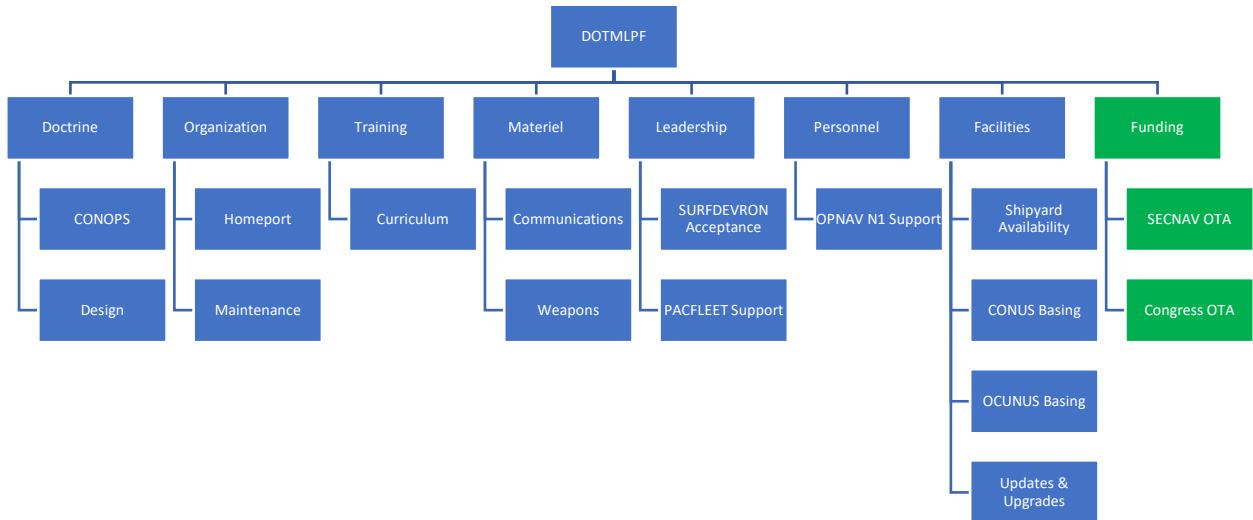 DOTMLPF
Doctrine
Organization
Training
Materiel
Leadership
Personnel
Facilities
Funding
CONOPS
Homeport
Curriculum
Communications
SURFDEVRON
Acceptance
OPNAV N1 Support
Shipyard
Availability
SECNAV OTA
Design
Maintenance
Weapons
PACFLEET Support
CONUS Basing
Congress OTA
OCUNUS Basing
Updates &
Upgrades